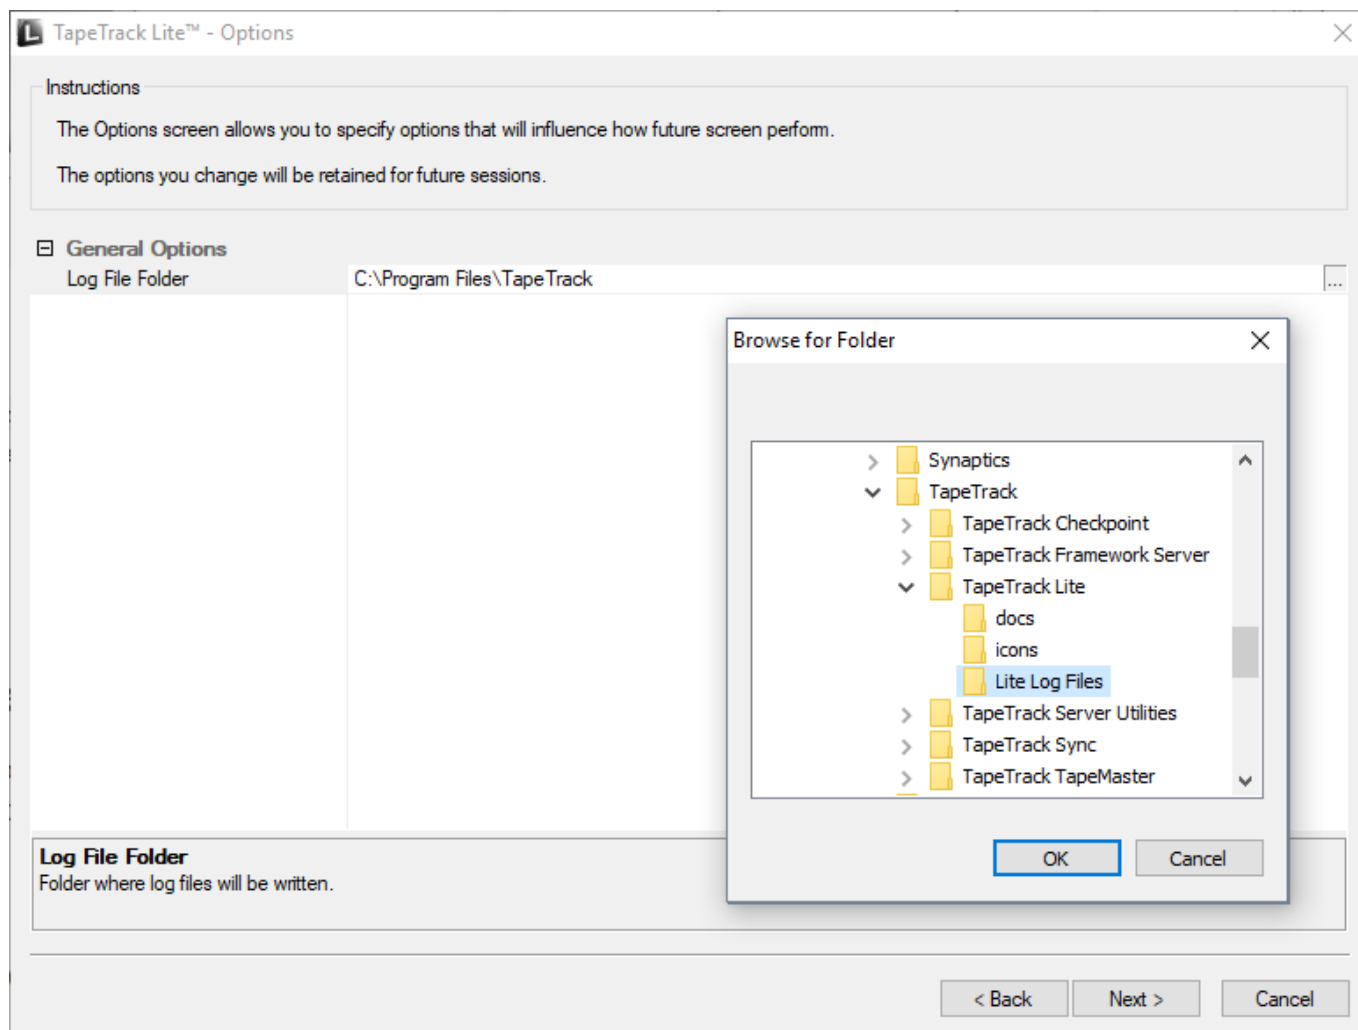 TapeTrack Lite™ - Options
Instructions
The Options screen allows you to specify options that will influence how future screen perform.
The options you change will be retained for future sessions.
General Options
Log File Folder C:\Program Files\TapeTrack ...
Browse for Folder
Synaptics
TapeTrack
TapeTrack Checkpoint
TapeTrack Framework Server
TapeTrack Lite
docs
icons
Lite Log Files
TapeTrack Server Utilities
TapeTrack Sync
TapeTrack TapeMaster
OK Cancel
Log File Folder
Folder where log files will be written.
< Back Next > Cancel